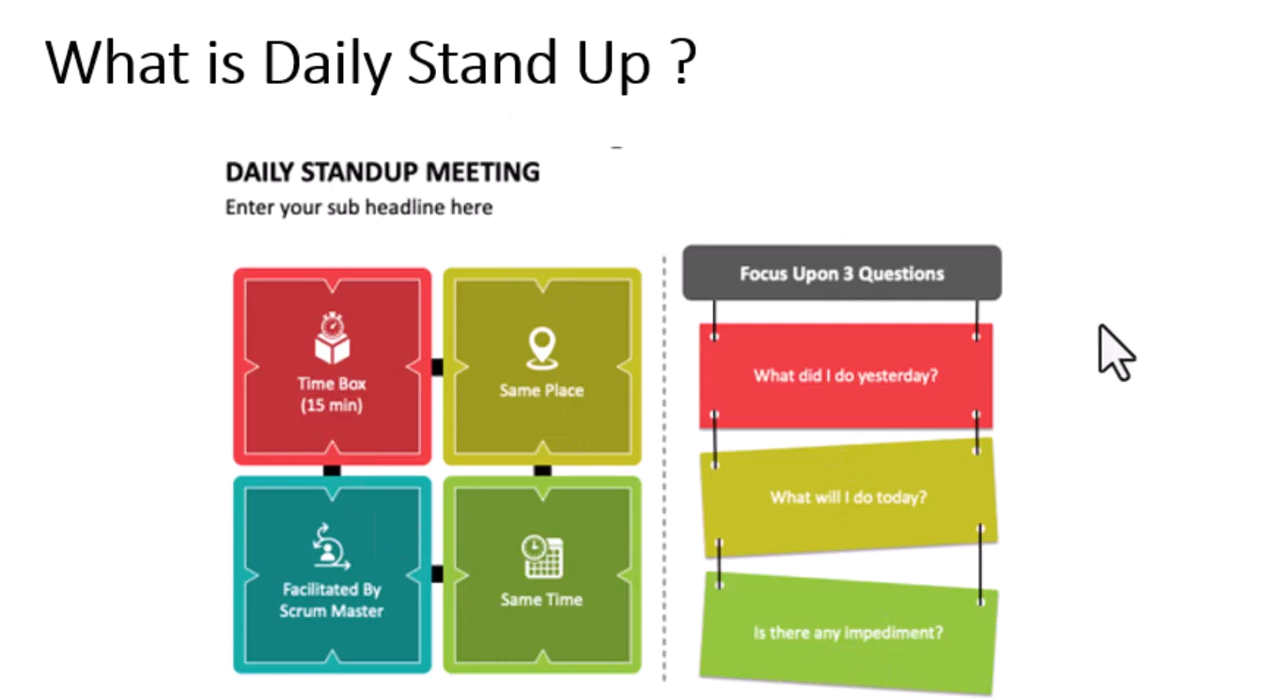 What is Daily Stand Up ?
DAILY STANDUP MEETING
Enter your sub headline here
Time Box
(15 min)
Same Place
Facilitated By
Scrum Master
Same Time
Focus Upon 3 Questions
What did I do yesterday?
What will I do today?
Is there any impediment?